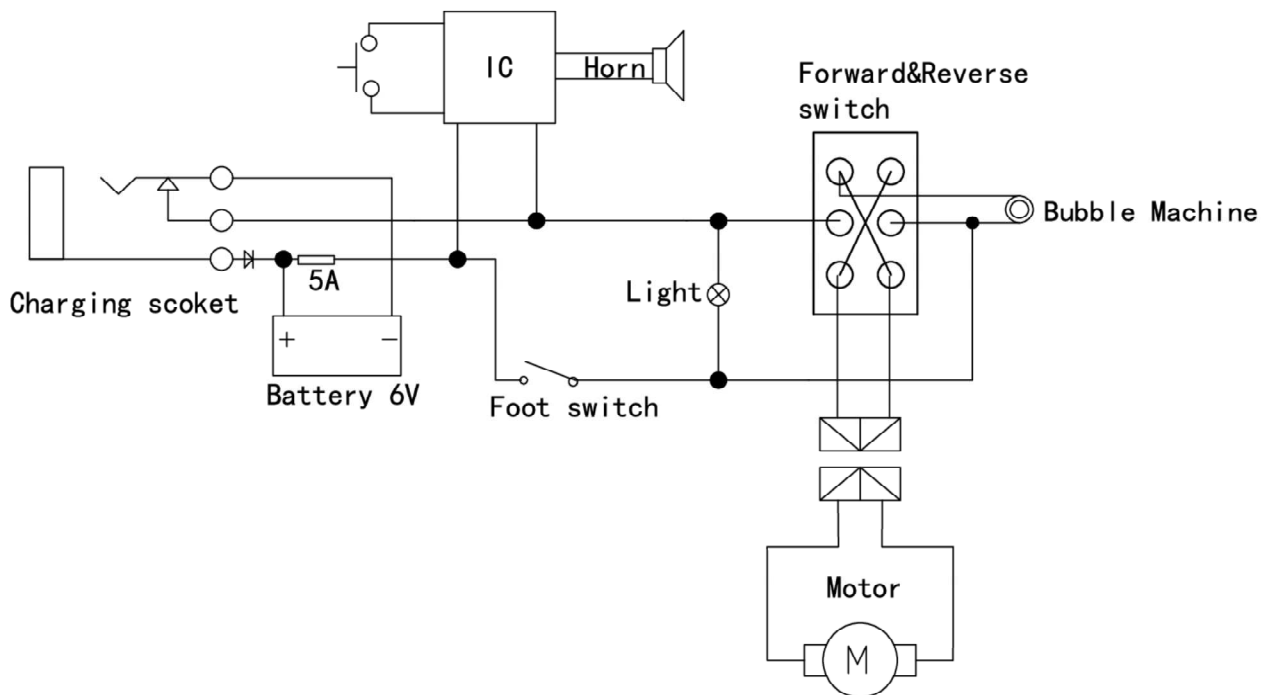 IC
Horn
Forward&Reverse
switch
Bubble Machine
Charging scoket
5A
Light
+ −
Battery 6V
Foot switch
Motor
M